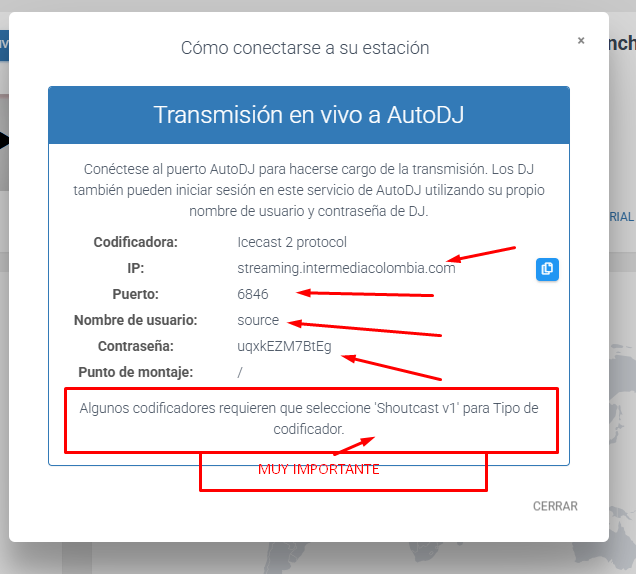 Cómo conectarse a su estación
×
Transmisión en vivo a AutoDJ
Conéctese al puerto AutoDJ para hacerse cargo de la transmisión. Los DJ
también pueden iniciar sesión en este servicio de AutoDJ utilizando su propio
nombre de usuario y contraseña de DJ.
Codificadora: Icecast 2 protocol
IP: streaming.intermediacolombia.com
Puerto: 6846
Nombre de usuario: source
Contraseña: uqxkEZM7BtEg
Punto de montaje: /
Algunos codificadores requieren que seleccione 'Shoutcast v1' para Tipo de
codificador.
MUY IMPORTANTE
CERRAR